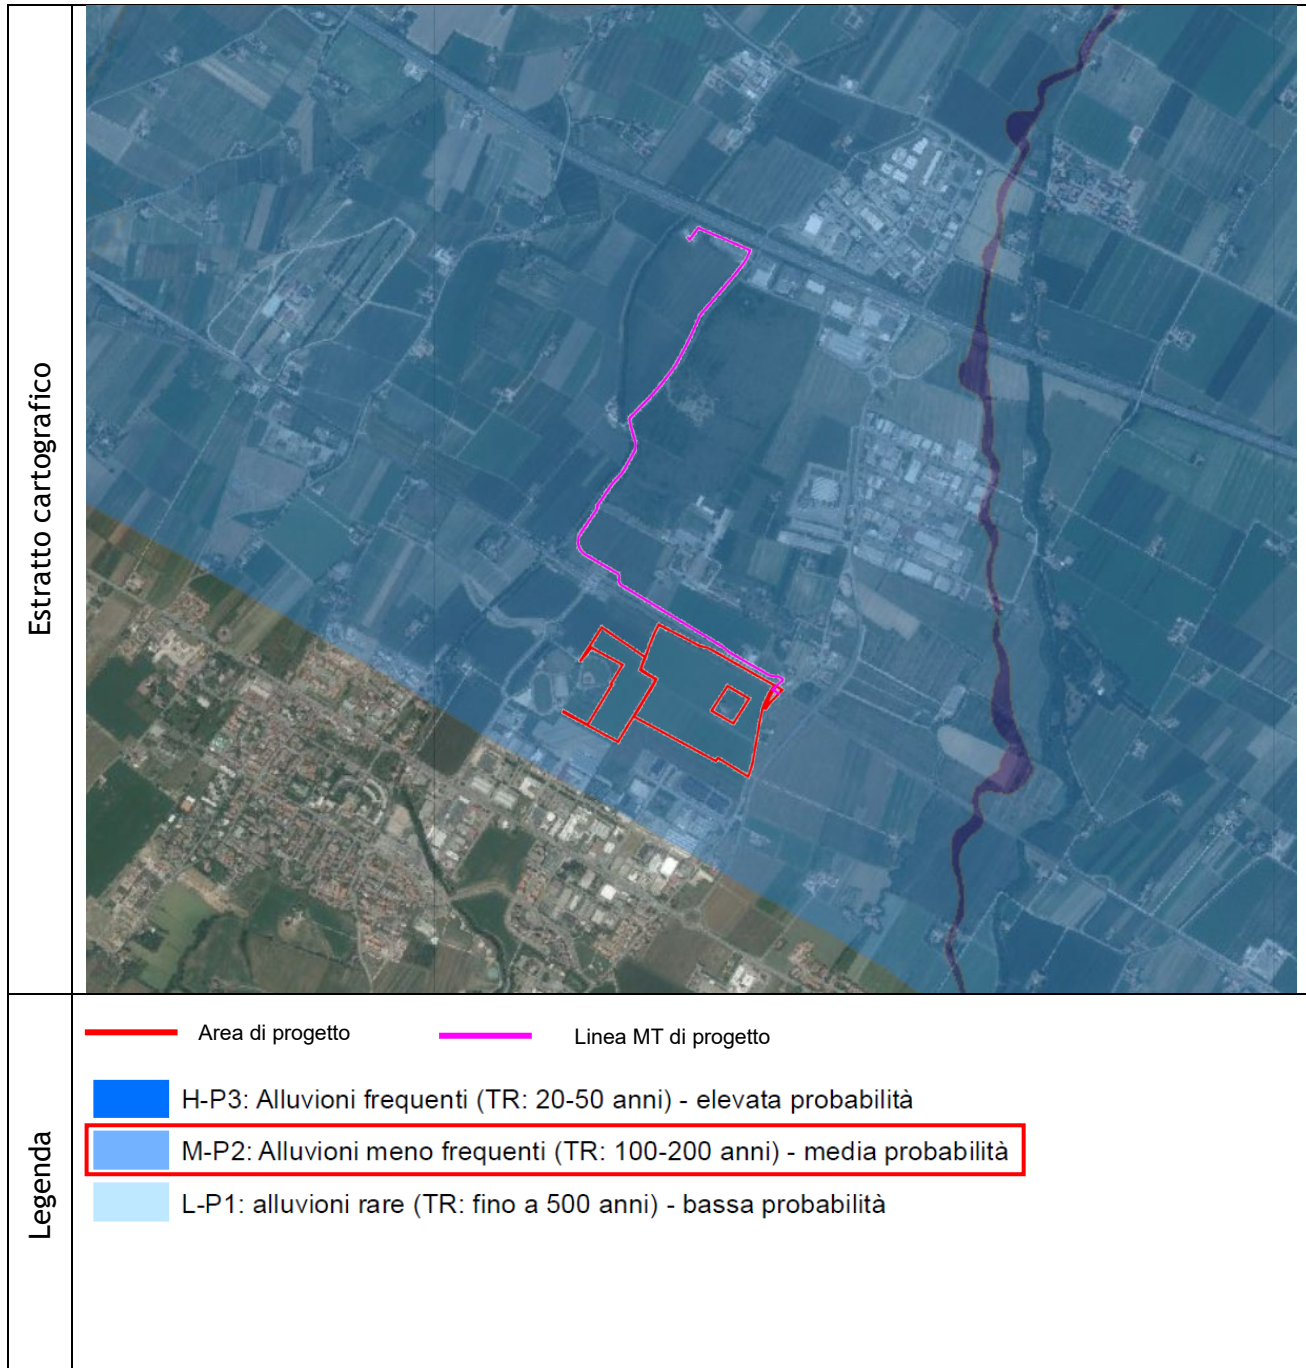 Estratto cartografico
Legenda
Area di progetto
Linea MT di progetto
H-P3: Alluvioni frequenti (TR: 20-50 anni) - elevata probabilità
M-P2: Alluvioni meno frequenti (TR: 100-200 anni) - media probabilità
L-P1: alluvioni rare (TR: fino a 500 anni) - bassa probabilità